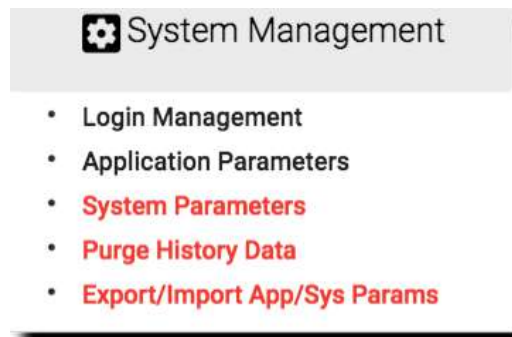 System Management
• Login Management
• Application Parameters
• System Parameters
• Purge History Data
• Export/Import App/Sys Params